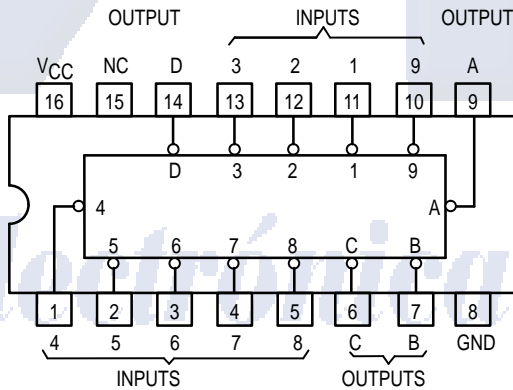 OUTPUT INPUTS OUTPUT
VCC NC D 3 2 1 9 A
16 15 14 13 12 11 10 9
D 3 2 1 9
4 A
5 6 7 8 C B
1 2 3 4 5 6 7 8
4 5 6 7 8 C B GND
INPUTS OUTPUTS
lectrónica